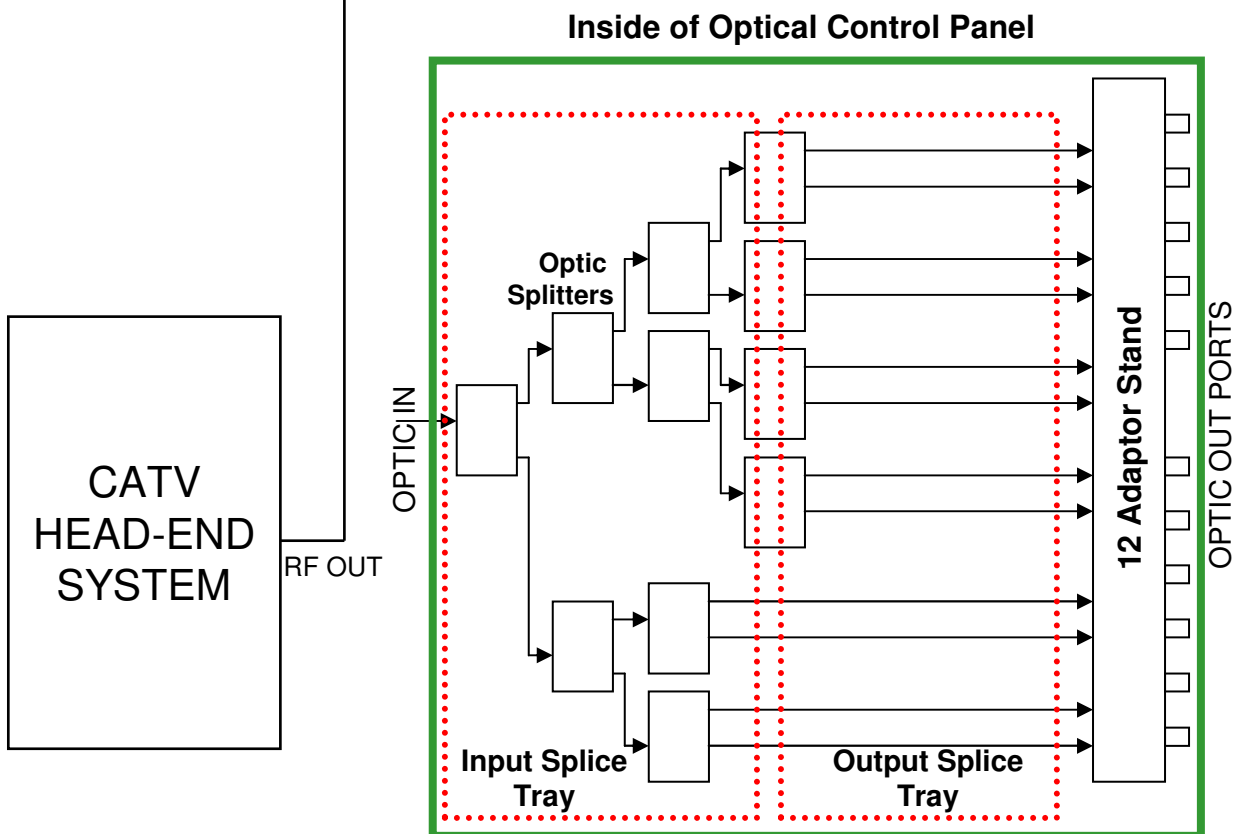 Inside of Optical Control Panel
Optic
Splitters
OPTIC IN
CATV
HEAD-END
SYSTEM
RF OUT
Input Splice
Tray
Output Splice
Tray
12 Adaptor Stand
OPTIC OUT PORTS